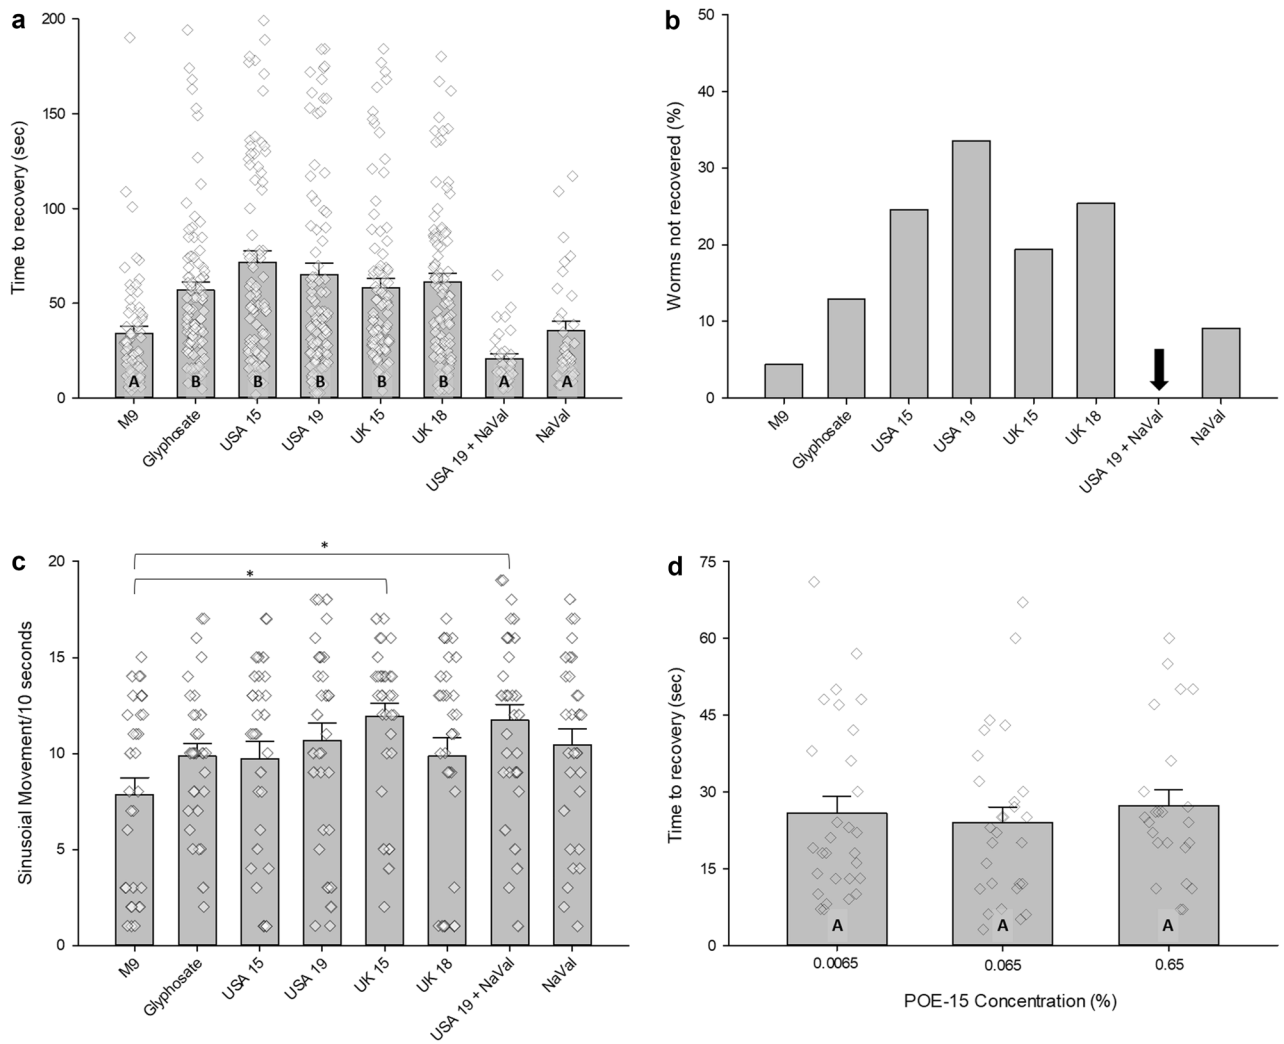 a
Time to recovery (sec)
200
150
100
50
0
A
B
B
B
B
B
A
A
M9
Glyphosate
USA 15
USA 19
UK 15
UK 18
USA 19 + NaVal
NaVal
b
Worms not recovered (%)
50
40
30
20
10
0
M9
Glyphosate
USA 15
USA 19
UK 15
UK 18
USA 19 + NaVal
NaVal
c
Sinusoial Movement/10 seconds
20
15
10
5
0
*
*
M9
Glyphosate
USA 15
USA 19
UK 15
UK 18
USA 19 + NaVal
NaVal
d
Time to recovery (sec)
75
60
45
30
15
0
A
A
A
0.0065
0.065
0.65
POE-15 Concentration (%)